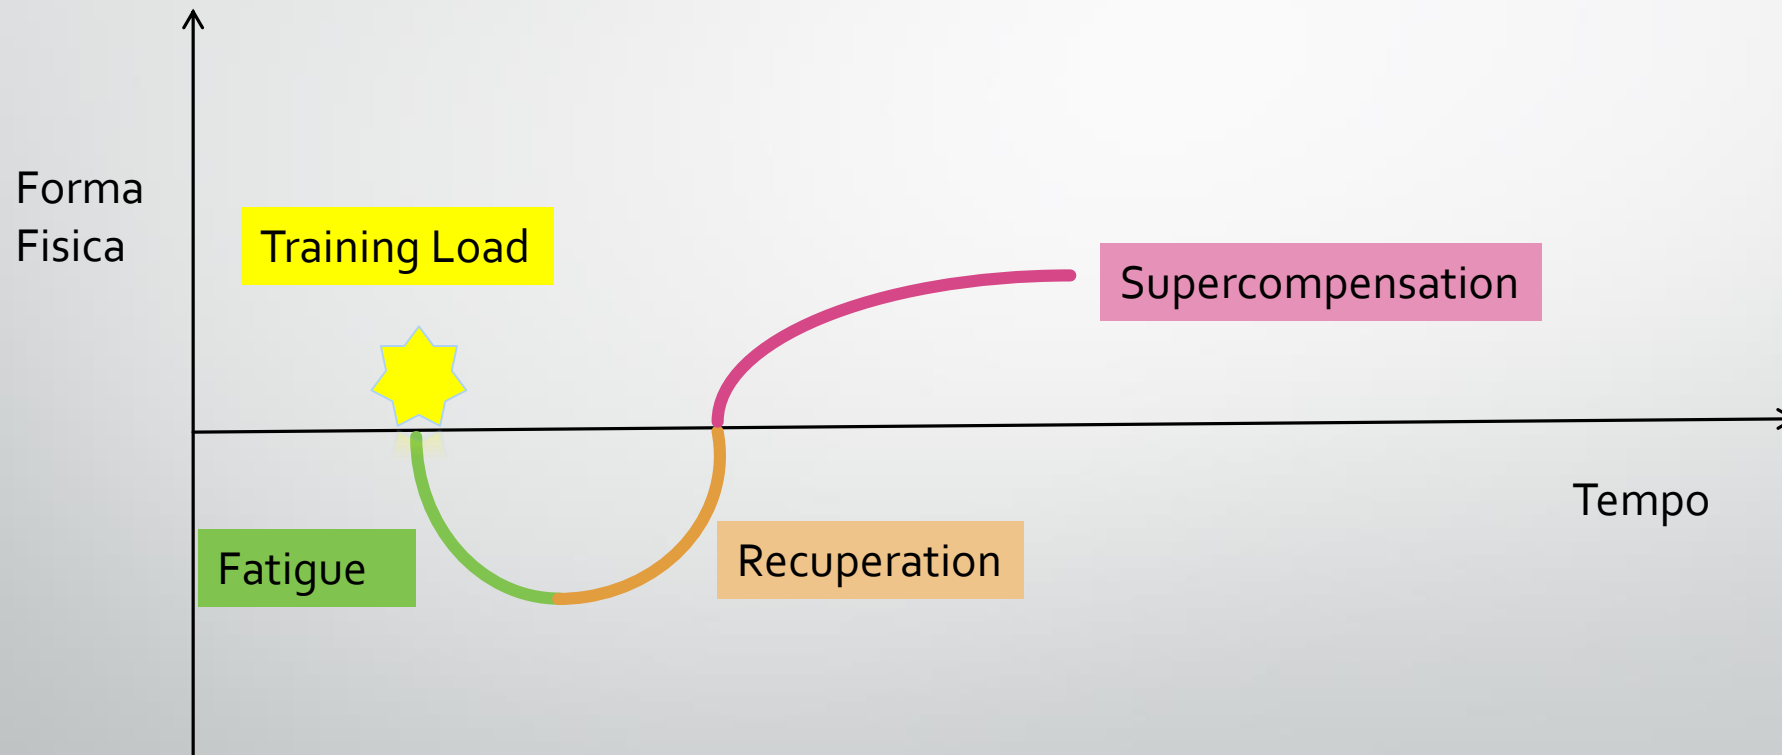 Forma
Fisica
Training Load
Supercompensation
Tempo
Fatigue
Recuperation